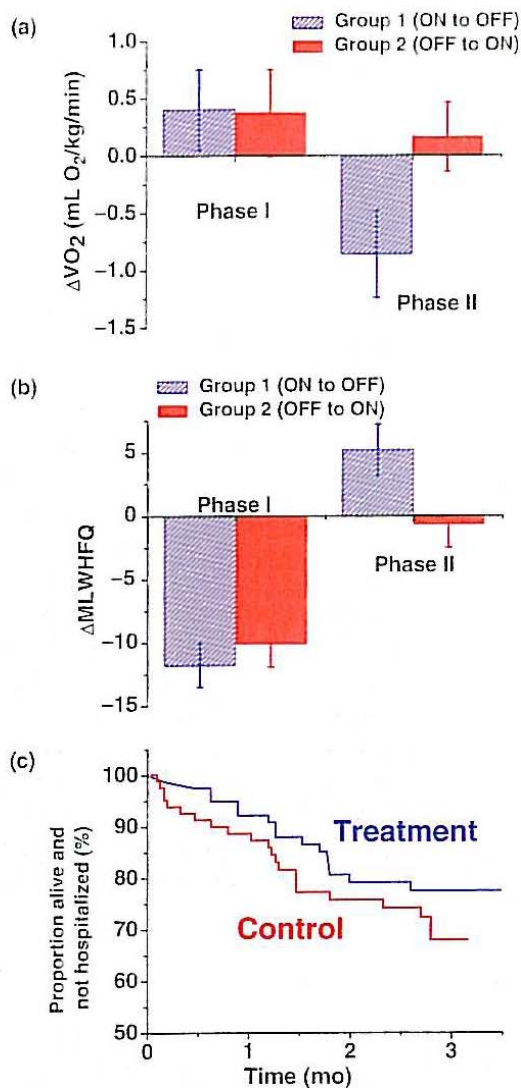 (a)
Group 1 (ON to OFF)
Group 2 (OFF to ON)
1.0
0.5
0.0
−0.5
−1.0
−1.5
ΔVO2 (mL O2/kg/min)
Phase I
Phase II
(b)
Group 1 (ON to OFF)
Group 2 (OFF to ON)
5
0
−5
−10
−15
ΔMLWHFQ
Phase I
Phase II
(c)
100
90
80
70
60
50
Proportion alive and
not hospitalized (%)
Treatment
Control
0 1 2 3
Time (mo)